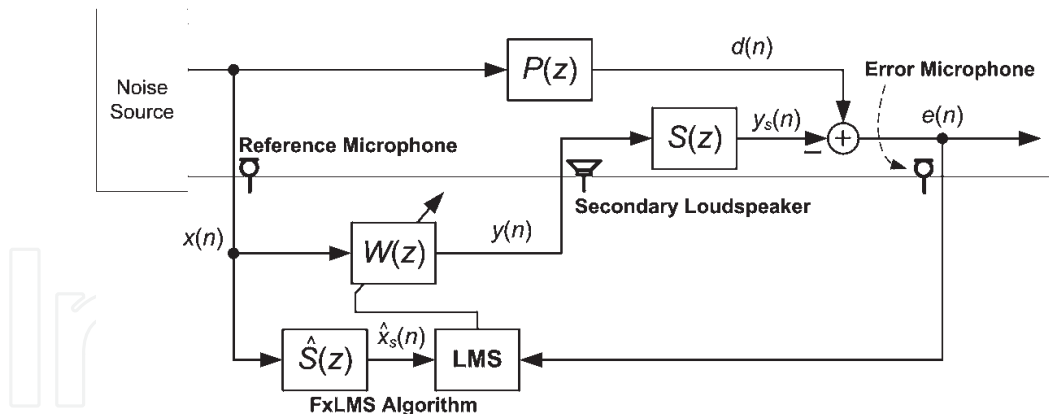 Noise
Source
P(z)
d(n)
Error Microphone
Reference Microphone
S(z)
yₛ(n)
+
−
e(n)
Secondary Loudspeaker
x(n)
W(z)
y(n)
Ŝ(z)
x̂ₛ(n)
LMS
FxLMS Algorithm